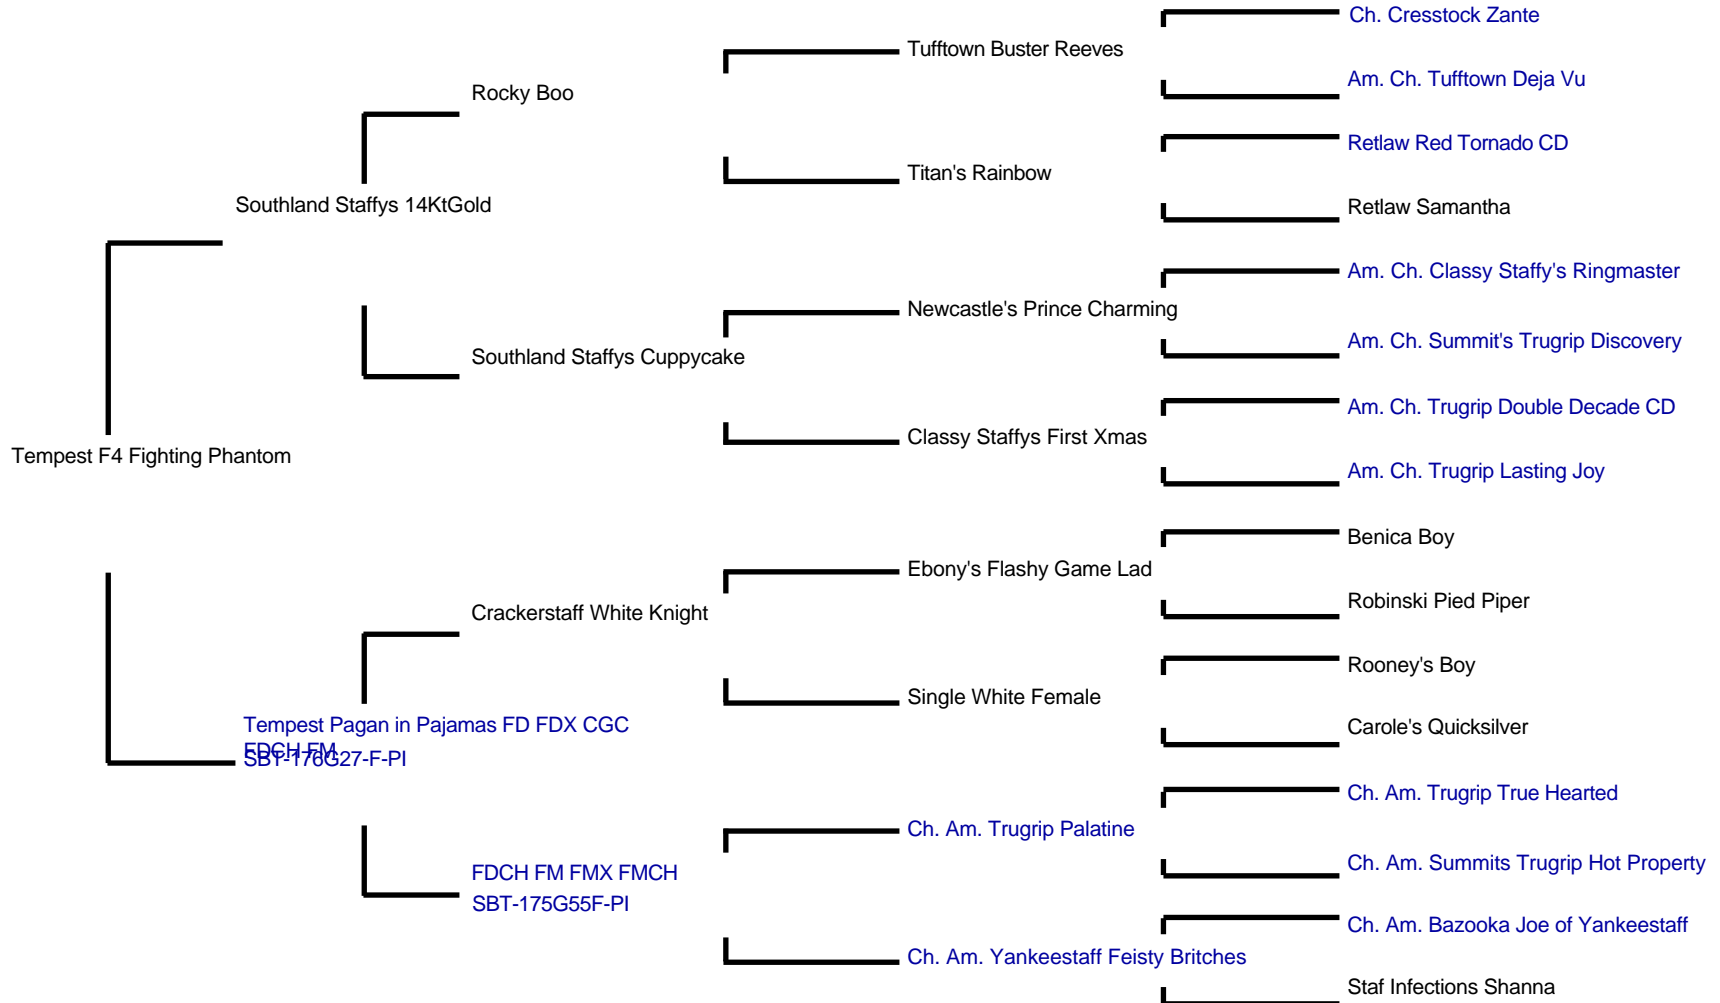 Ch. Cresstock Zante
Tufftown Buster Reeves
Am. Ch. Tufftown Deja Vu
Rocky Boo
Retlaw Red Tornado CD
Titan's Rainbow
Southland Staffys 14KtGold
Retlaw Samantha
Am. Ch. Classy Staffy's Ringmaster
Newcastle's Prince Charming
Am. Ch. Summit's Trugrip Discovery
Southland Staffys Cuppycake
Am. Ch. Trugrip Double Decade CD
Classy Staffys First Xmas
Tempest F4 Fighting Phantom
Am. Ch. Trugrip Lasting Joy
Benica Boy
Ebony's Flashy Game Lad
Robinski Pied Piper
Crackerstaff White Knight
Rooney's Boy
Single White Female
Tempest Pagan in Pajamas FD FDX CGC
Carole's Quicksilver
FDCH FM
SBT-176G27-F-PI
Ch. Am. Trugrip True Hearted
Ch. Am. Trugrip Palatine
Ch. Am. Summits Trugrip Hot Property
FDCH FM FMX FMCH
SBT-175G55F-PI
Ch. Am. Bazooka Joe of Yankeestaff
Ch. Am. Yankeestaff Feisty Britches
Staf Infections Shanna